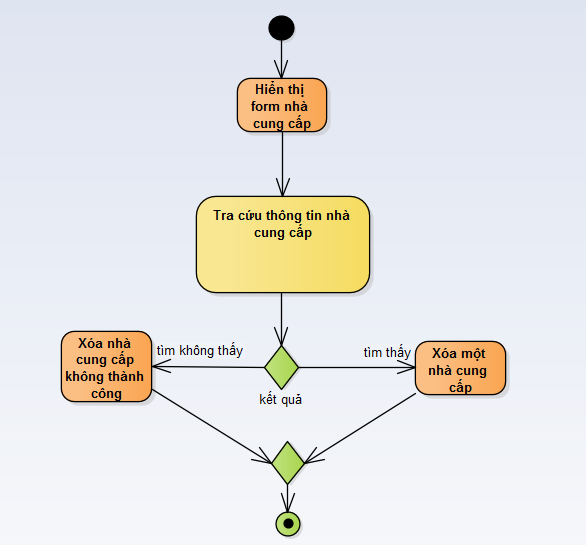 Hiển thị
form nhà
cung cấp
Tra cứu thông tin nhà
cung cấp
Xóa nhà
cung cấp
không thành
công
tìm không thấy
tìm thấy
Xóa một
nhà cung
cấp
kết quả